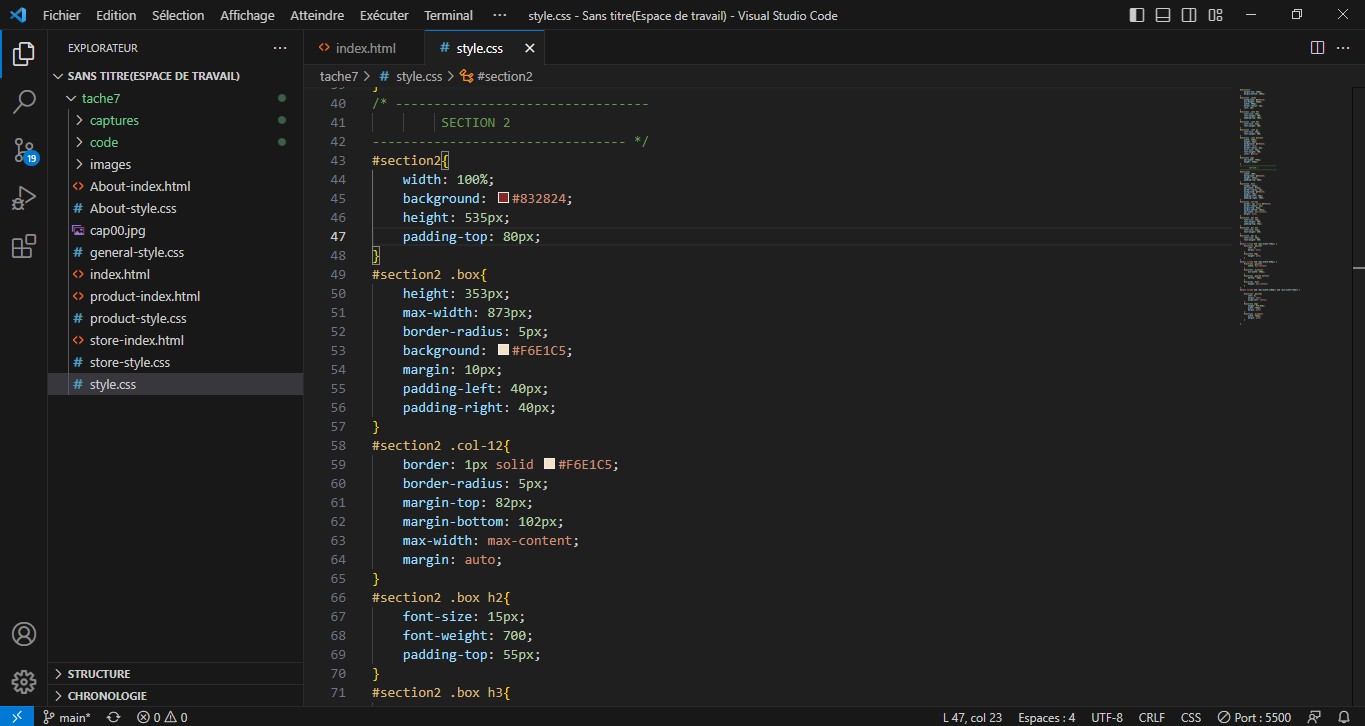 Fichier Edition Sélection Affichage Atteindre Exécuter Terminal ··· style.css - Sans titre(Espace de travail) - Visual Studio Code
EXPLORATEUR ···
SANS TITRE(ESPACE DE TRAVAIL)
tache7
captures
code
images
About-index.html
About-style.css
cap00.jpg
general-style.css
index.html
product-index.html
product-style.css
store-index.html
store-style.css
style.css
STRUCTURE
CHRONOLOGIE
19
index.html # style.css
tache7 > # style.css > #section2
40 /* ---------------------------------
41 SECTION 2
42 --------------------------------- */
43 #section2{
44 width: 100%;
45 background: #832824;
46 height: 535px;
47 padding-top: 80px;
48 }
49 #section2 .box{
50 height: 353px;
51 max-width: 873px;
52 border-radius: 5px;
53 background: #F6E1C5;
54 margin: 10px;
55 padding-left: 40px;
56 padding-right: 40px;
57 }
58 #section2 .col-12{
59 border: 1px solid #F6E1C5;
60 border-radius: 5px;
61 margin-top: 82px;
62 margin-bottom: 102px;
63 max-width: max-content;
64 margin: auto;
65 }
66 #section2 .box h2{
67 font-size: 15px;
68 font-weight: 700;
69 padding-top: 55px;
70 }
71 #section2 .box h3{
main* 0 0 L 47, col 23 Espaces : 4 UTF-8 CRLF CSS Port : 5500